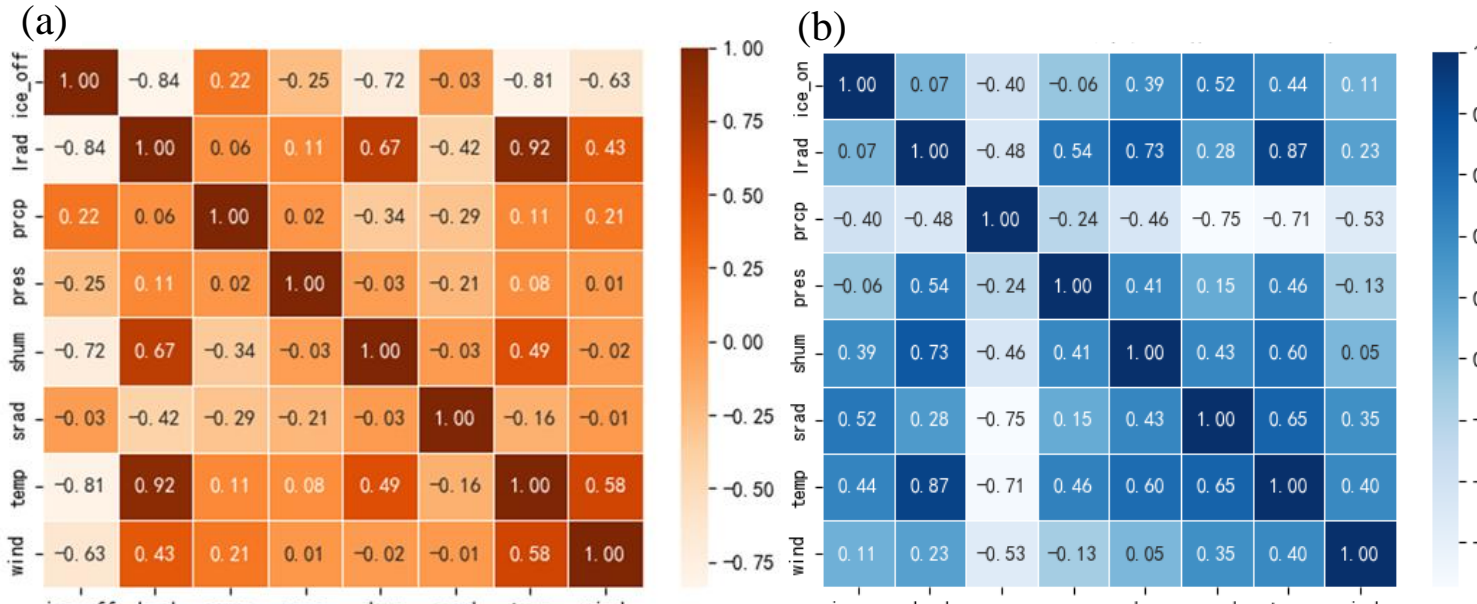 (a)
ice_off 1.00 −0.84 0.22 −0.25 −0.72 −0.03 −0.81 −0.63
lrad −0.84 1.00 0.06 0.11 0.67 −0.42 0.92 0.43
prcp 0.22 0.06 1.00 0.02 −0.34 −0.29 0.11 0.21
pres −0.25 0.11 0.02 1.00 −0.03 −0.21 0.08 0.01
shum −0.72 0.67 −0.34 −0.03 1.00 −0.03 0.49 −0.02
srad −0.03 −0.42 −0.29 −0.21 −0.03 1.00 −0.16 −0.01
temp −0.81 0.92 0.11 0.08 0.49 −0.16 1.00 0.58
wind −0.63 0.43 0.21 0.01 −0.02 −0.01 0.58 1.00
1.00
0.75
0.50
0.25
0.00
−0.25
−0.50
−0.75
(b)
ice_on 1.00 0.07 −0.40 −0.06 0.39 0.52 0.44 0.11
lrad 0.07 1.00 −0.48 0.54 0.73 0.28 0.87 0.23
prcp −0.40 −0.48 1.00 −0.24 −0.46 −0.75 −0.71 −0.53
pres −0.06 0.54 −0.24 1.00 0.41 0.15 0.46 −0.13
shum 0.39 0.73 −0.46 0.41 1.00 0.43 0.60 0.05
srad 0.52 0.28 −0.75 0.15 0.43 1.00 0.65 0.35
temp 0.44 0.87 −0.71 0.46 0.60 0.65 1.00 0.40
wind 0.11 0.23 −0.53 −0.13 0.05 0.35 0.40 1.00